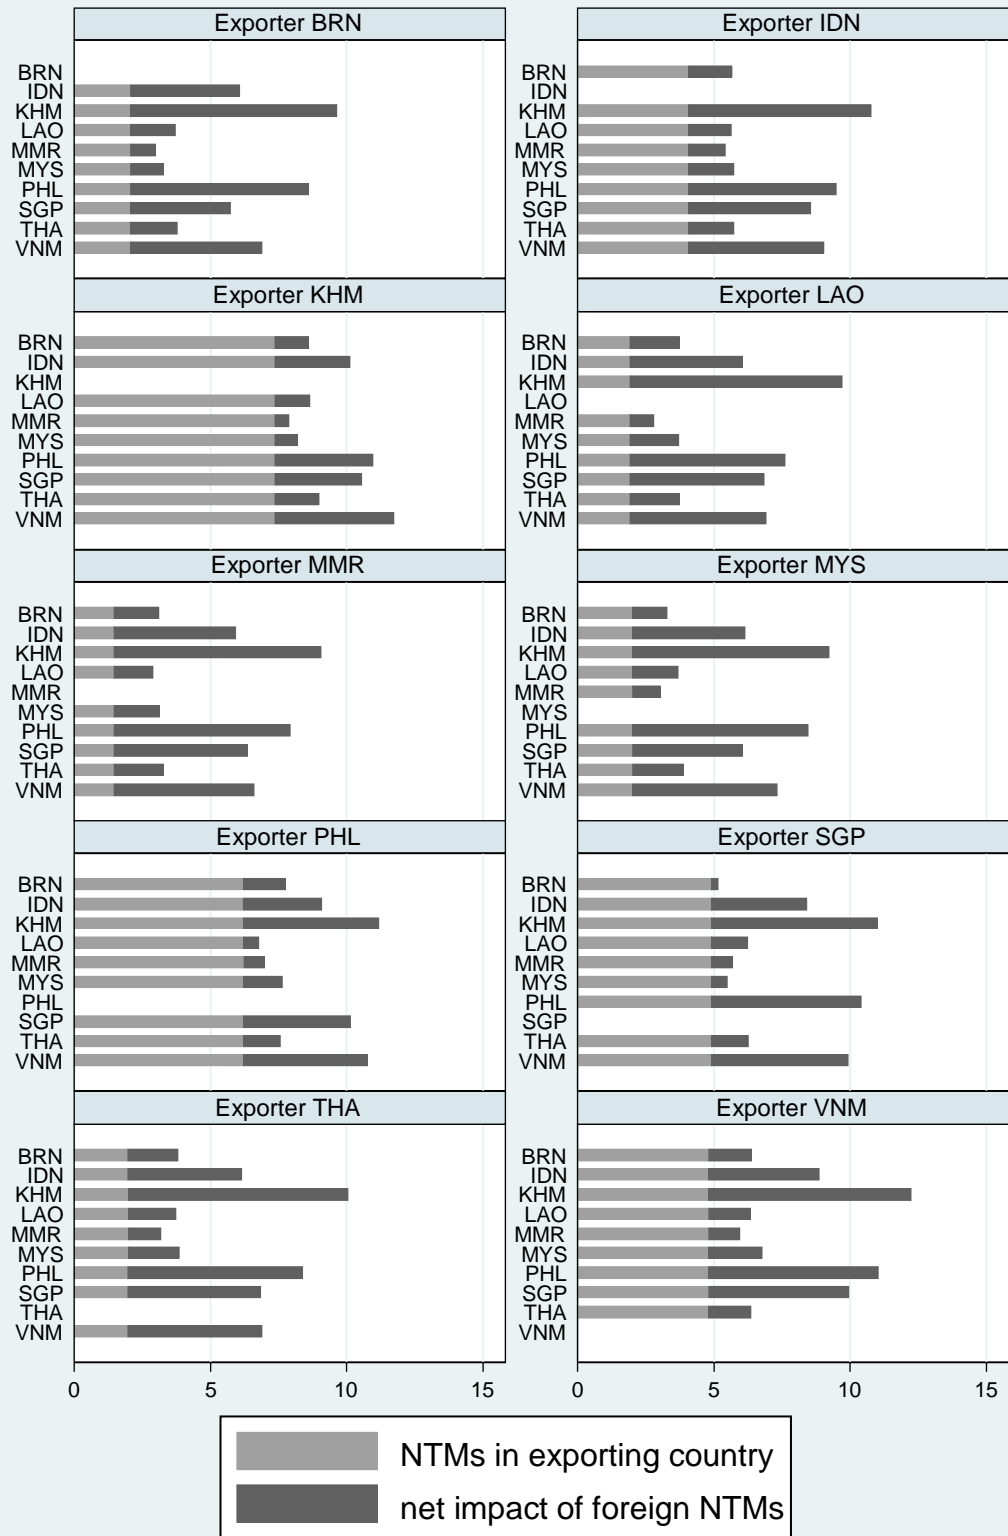 Exporter BRN
BRN
IDN
KHM
LAO
MMR
MYS
PHL
SGP
THA
VNM
Exporter IDN
BRN
IDN
KHM
LAO
MMR
MYS
PHL
SGP
THA
VNM
Exporter KHM
BRN
IDN
KHM
LAO
MMR
MYS
PHL
SGP
THA
VNM
Exporter LAO
BRN
IDN
KHM
LAO
MMR
MYS
PHL
SGP
THA
VNM
Exporter MMR
BRN
IDN
KHM
LAO
MMR
MYS
PHL
SGP
THA
VNM
Exporter MYS
BRN
IDN
KHM
LAO
MMR
MYS
PHL
SGP
THA
VNM
Exporter PHL
BRN
IDN
KHM
LAO
MMR
MYS
PHL
SGP
THA
VNM
Exporter SGP
BRN
IDN
KHM
LAO
MMR
MYS
PHL
SGP
THA
VNM
Exporter THA
BRN
IDN
KHM
LAO
MMR
MYS
PHL
SGP
THA
VNM
0 5 10 15
Exporter VNM
BRN
IDN
KHM
LAO
MMR
MYS
PHL
SGP
THA
VNM
0 5 10 15
NTMs in exporting country
net impact of foreign NTMs